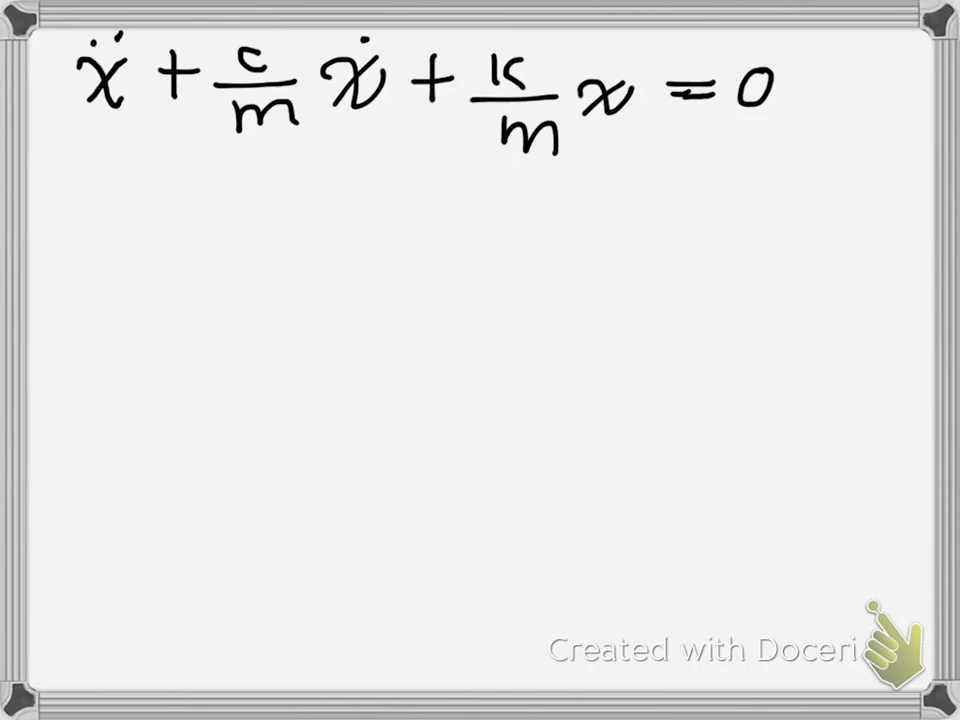 ẍ + c/m ẋ + k/m x = 0
Created with Doceri